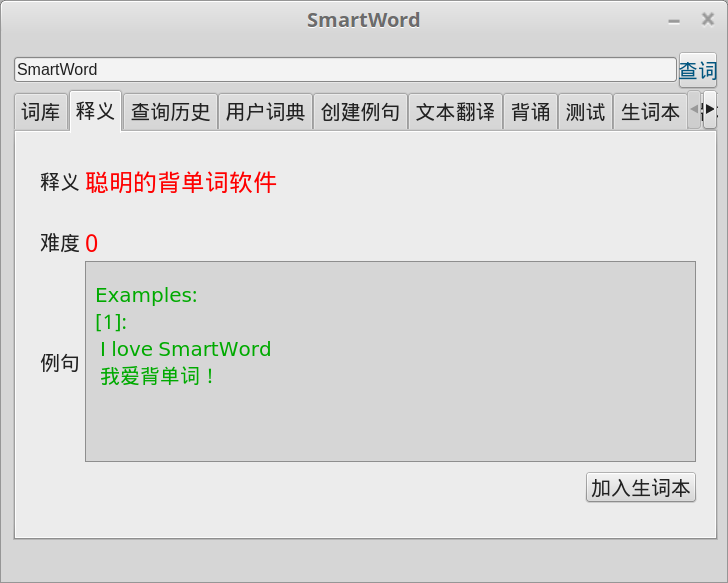 SmartWord
SmartWord 查词
词库 释义 查询历史 用户词典 创建例句 文本翻译 背诵 测试 生词本
释义 聪明的背单词软件
难度 0
Examples:
[1]:
I love SmartWord
例句
我爱背单词！
加入生词本